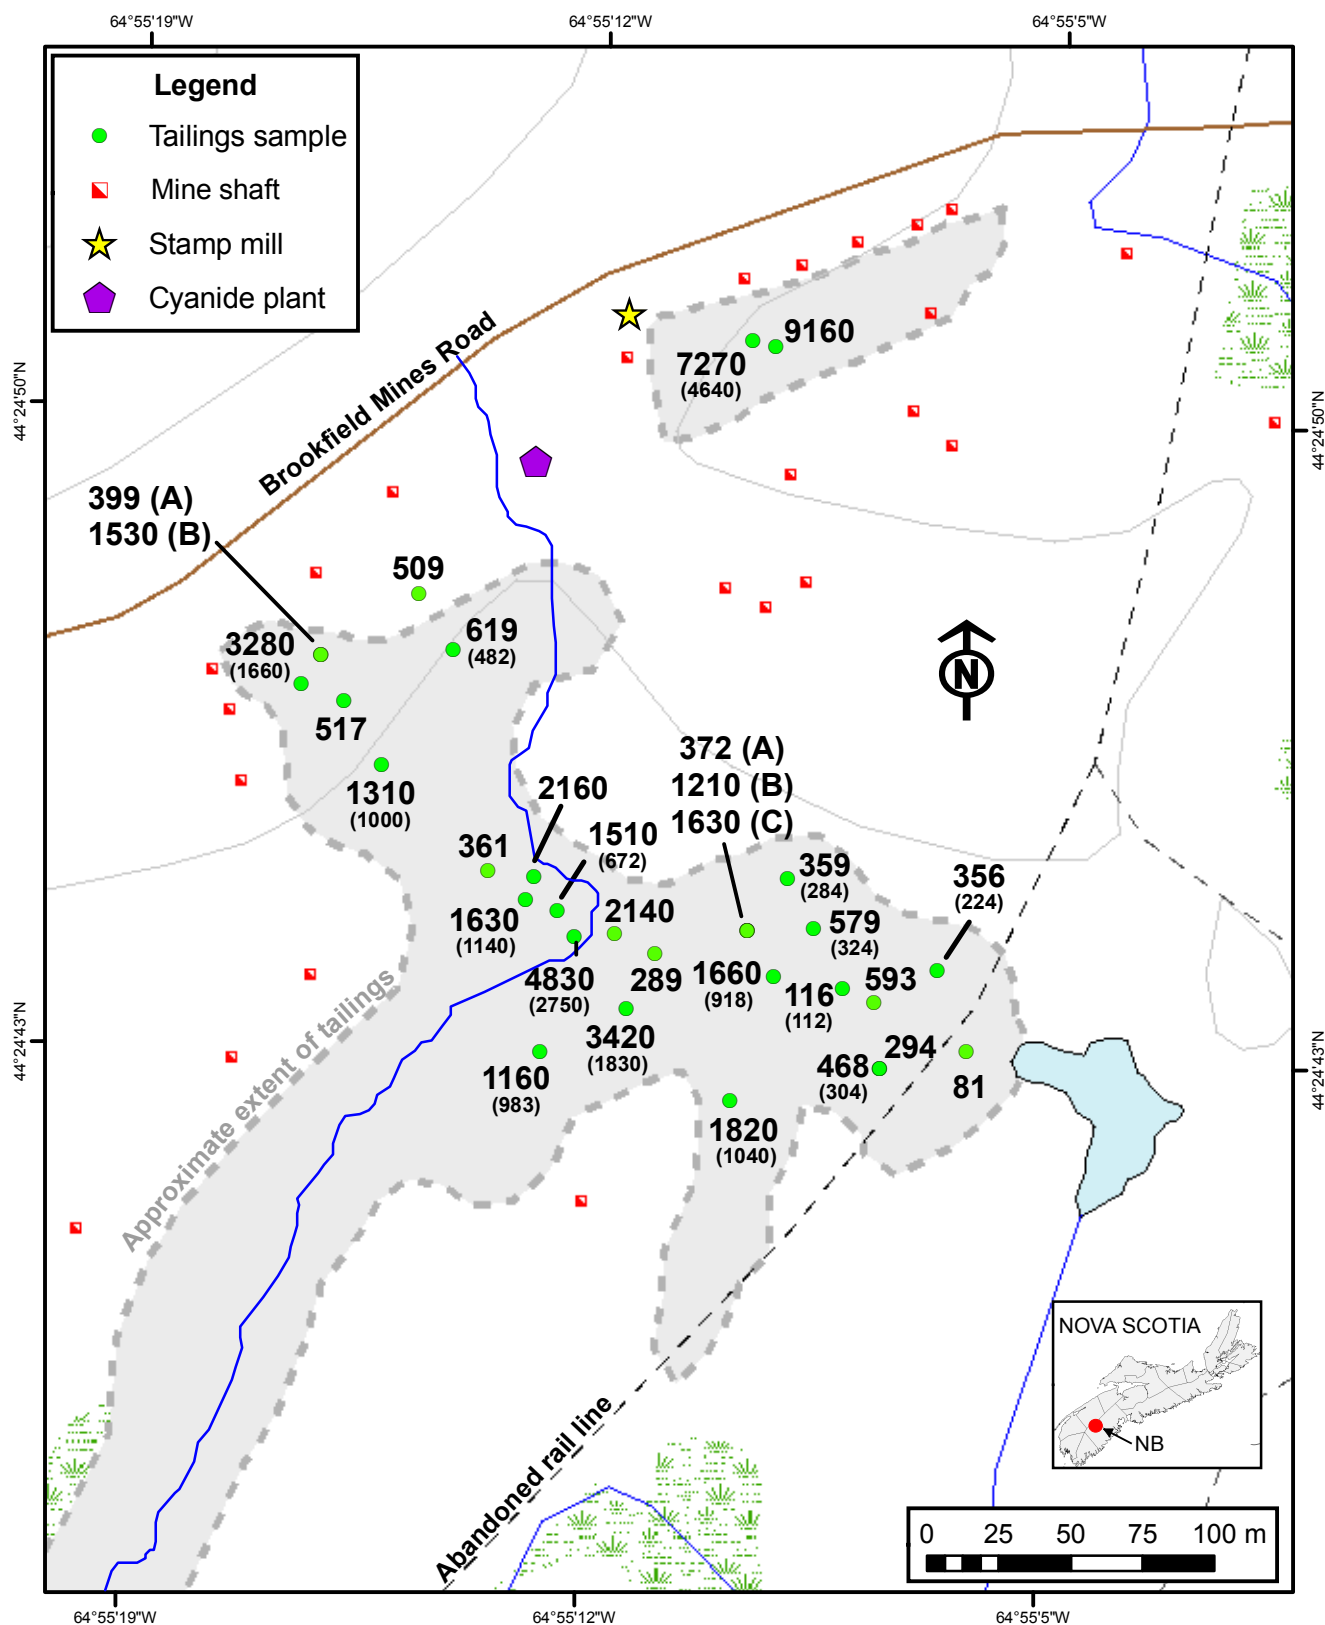 64°55'19"W
64°55'12"W
64°55'5"W
Legend
Tailings sample
Mine shaft
Stamp mill
Cyanide plant
Brookfield Mines Road
9160
7270
(4640)
44°24'50"N
44°24'50"N
399 (A)
1530 (B)
509
619
(482)
3280
(1660)
517
N
1310
(1000)
372 (A)
1210 (B)
1630 (C)
2160
1510
(672)
361
359
(284)
356
(224)
1630
(1140)
2140
579
(324)
4830
(2750)
289
1660
(918)
116
(112)
593
3420
(1830)
44°24'43"N
44°24'43"N
1160
(983)
468
(304)
294
81
1820
(1040)
Approximate extent of tailings
Abandoned rail line
NOVA SCOTIA
NB
0 25 50 75 100 m
64°55'19"W
64°55'12"W
64°55'5"W